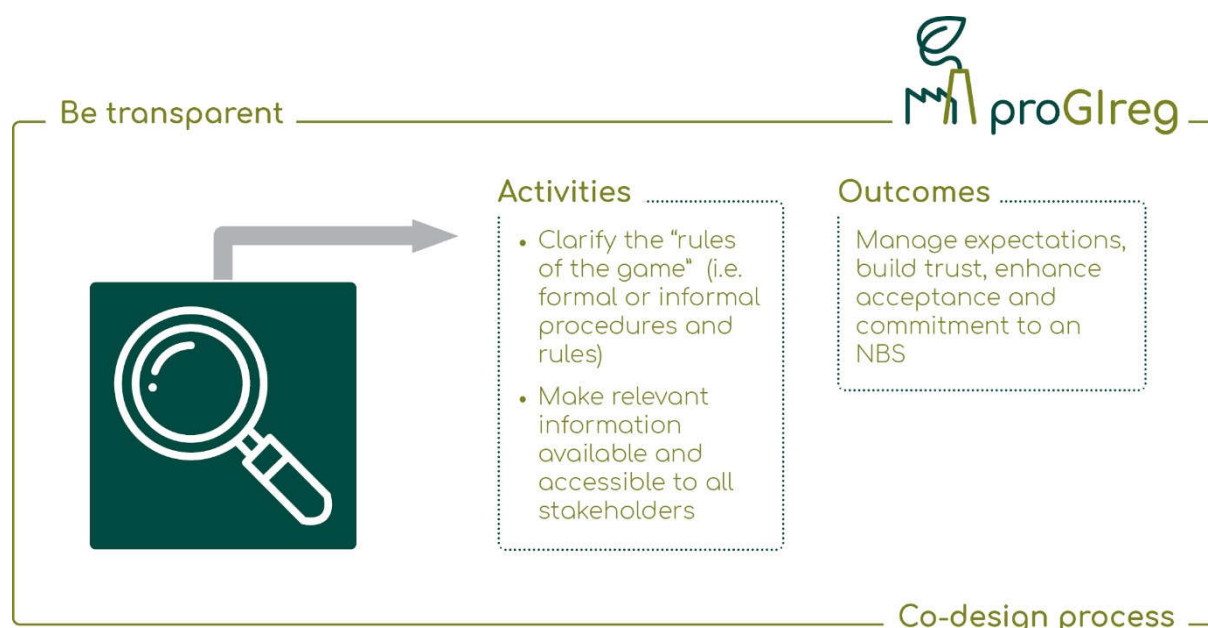 Be transparent
proGIreg
Activities
• Clarify the “rules
of the game” (i.e.
formal or informal
procedures and
rules)
• Make relevant
information
available and
accessible to all
stakeholders
Outcomes
Manage expectations,
build trust, enhance
acceptance and
commitment to an
NBS
Co-design process